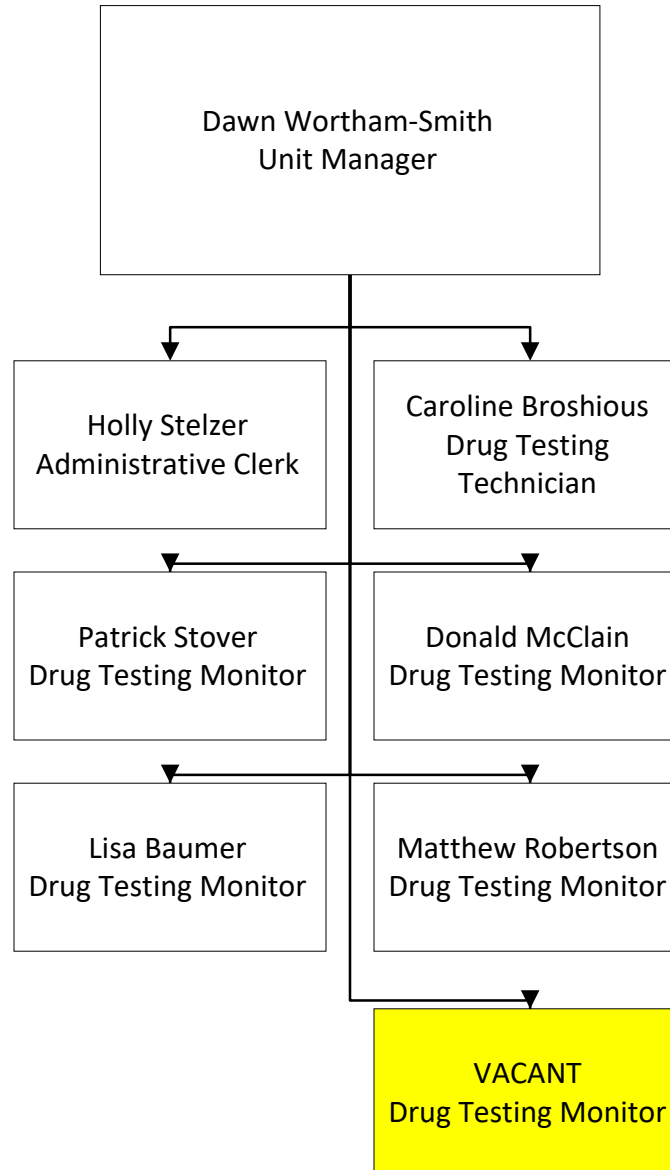 Dawn Wortham-Smith
Unit Manager
Holly Stelzer
Administrative Clerk
Caroline Broshious
Drug Testing
Technician
Patrick Stover
Drug Testing Monitor
Donald McClain
Drug Testing Monitor
Lisa Baumer
Drug Testing Monitor
Matthew Robertson
Drug Testing Monitor
VACANT
Drug Testing Monitor